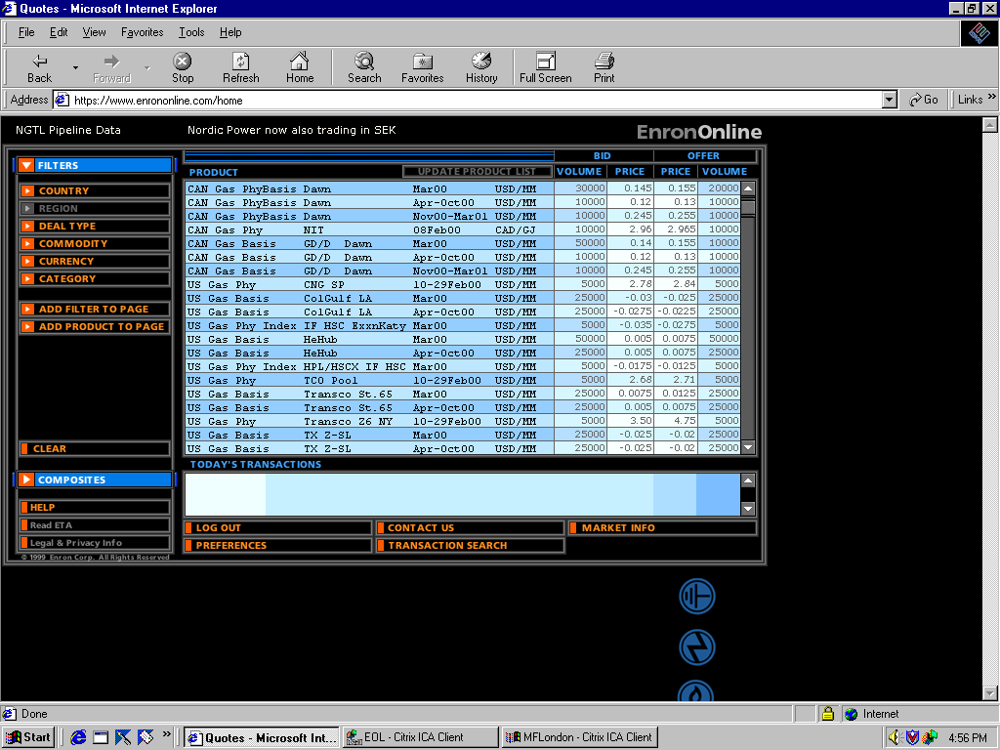 Quotes - Microsoft Internet Explorer
File Edit View Favorites Tools Help
Back Forward Stop Refresh Home Search Favorites History Full Screen Print
Address https://www.enrononline.com/home Go Links »
NGTL Pipeline Data Nordic Power now also trading in SEK EnronOnline
FILTERS
COUNTRY
REGION
DEAL TYPE
COMMODITY
CURRENCY
CATEGORY
ADD FILTER TO PAGE
ADD PRODUCT TO PAGE
CLEAR
COMPOSITES
HELP
Read ETA
Legal & Privacy Info
© 1999 Enron Corp. All Rights Reserved
BID OFFER
PRODUCT UPDATE PRODUCT LIST VOLUME PRICE PRICE VOLUME
CAN Gas PhyBasis Dawn Mar00 USD/MM 30000 0.145 0.155 20000
CAN Gas PhyBasis Dawn Apr-Oct00 USD/MM 10000 0.12 0.13 10000
CAN Gas PhyBasis Dawn Nov00-Mar01 USD/MM 10000 0.245 0.255 10000
CAN Gas Phy NIT 08Feb00 CAD/GJ 10000 2.96 2.965 10000
CAN Gas Basis GD/D Dawn Mar00 USD/MM 50000 0.14 0.155 10000
CAN Gas Basis GD/D Dawn Apr-Oct00 USD/MM 10000 0.12 0.13 10000
CAN Gas Basis GD/D Dawn Nov00-Mar01 USD/MM 10000 0.245 0.255 10000
US Gas Phy CNG SP 10-29Feb00 USD/MM 5000 2.78 2.84 5000
US Gas Basis ColGulf LA Mar00 USD/MM 25000 -0.03 -0.025 25000
US Gas Basis ColGulf LA Apr-Oct00 USD/MM 25000 -0.0275 -0.0225 25000
US Gas Phy Index IF HSC ExxnKaty Mar00 USD/MM 5000 -0.035 -0.0275 5000
US Gas Basis HeHub Mar00 USD/MM 50000 0.005 0.0075 50000
US Gas Basis HeHub Apr-Oct00 USD/MM 25000 0.005 0.0075 25000
US Gas Phy Index HPL/HSCX IF HSC Mar00 USD/MM 5000 -0.0175 -0.0125 5000
US Gas Phy TCO Pool 10-29Feb00 USD/MM 5000 2.68 2.71 5000
US Gas Basis Transco St.65 Mar00 USD/MM 25000 0.0075 0.0125 25000
US Gas Basis Transco St.65 Apr-Oct00 USD/MM 25000 0.005 0.0075 25000
US Gas Phy Transco Z6 NY 10-29Feb00 USD/MM 5000 3.50 4.75 5000
US Gas Basis TX Z-SL Mar00 USD/MM 25000 -0.025 -0.02 25000
US Gas Basis TX Z-SL Apr-Oct00 USD/MM 25000 -0.025 -0.02 25000
TODAY'S TRANSACTIONS
LOG OUT CONTACT US MARKET INFO
PREFERENCES TRANSACTION SEARCH
Done Internet
Start » Quotes - Microsoft Int... EOL - Citrix ICA Client MFLondon - Citrix ICA Client 4:56 PM